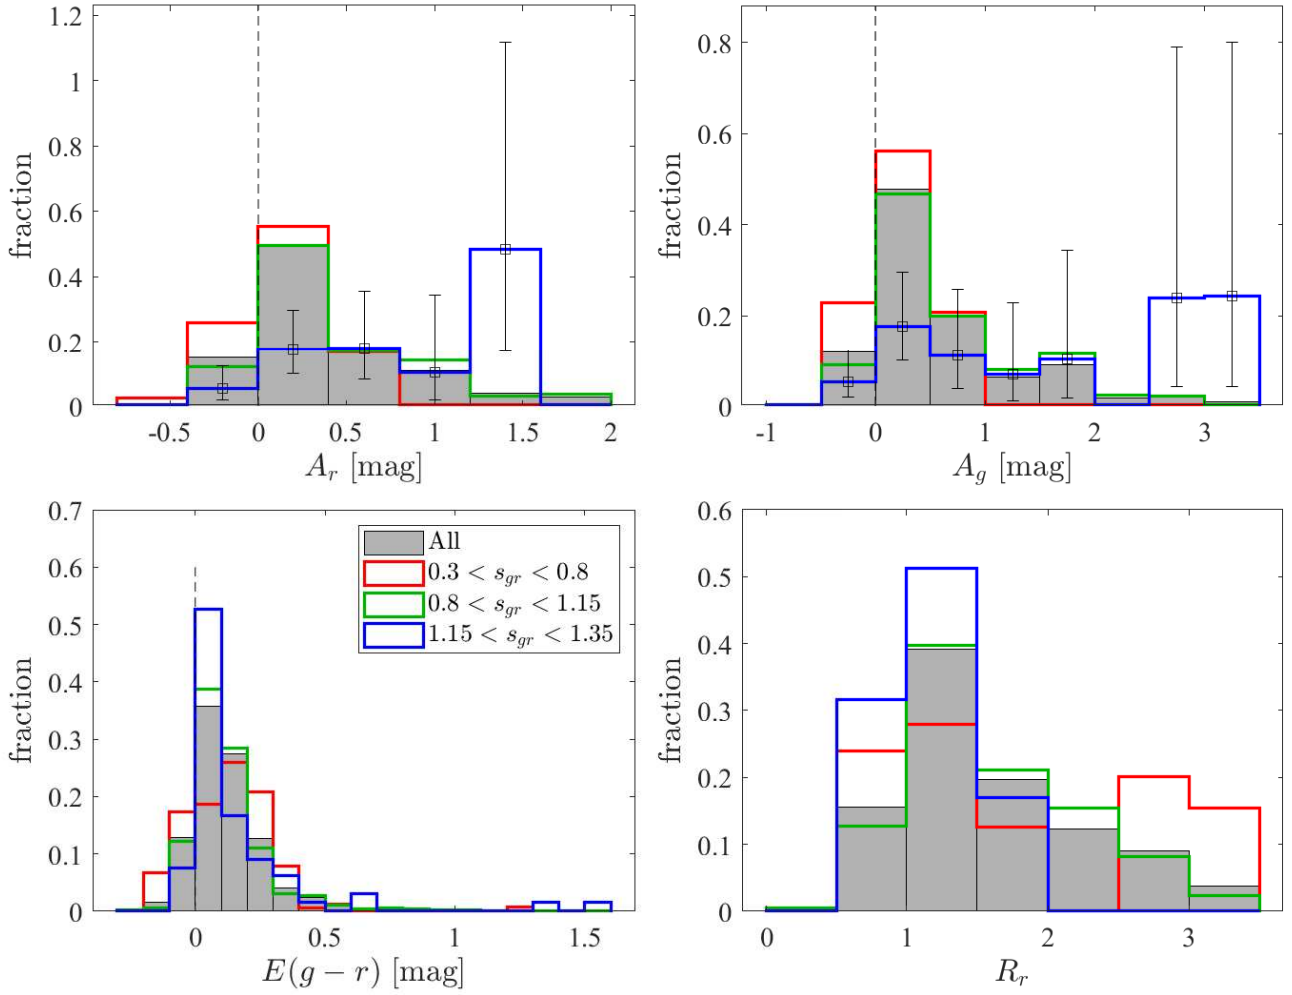 1.2
1
0.8
0.6
0.4
0.2
0
fraction
-0.5 0 0.5 1 1.5 2
A_r [mag]
0.8
0.6
0.4
0.2
0
fraction
-1 0 1 2 3
A_g [mag]
0.7
0.6
0.5
0.4
0.3
0.2
0.1
0
fraction
All
0.3 < s_gr < 0.8
0.8 < s_gr < 1.15
1.15 < s_gr < 1.35
0 0.5 1 1.5
E(g − r) [mag]
0.6
0.5
0.4
0.3
0.2
0.1
0
fraction
0 1 2 3
R_r